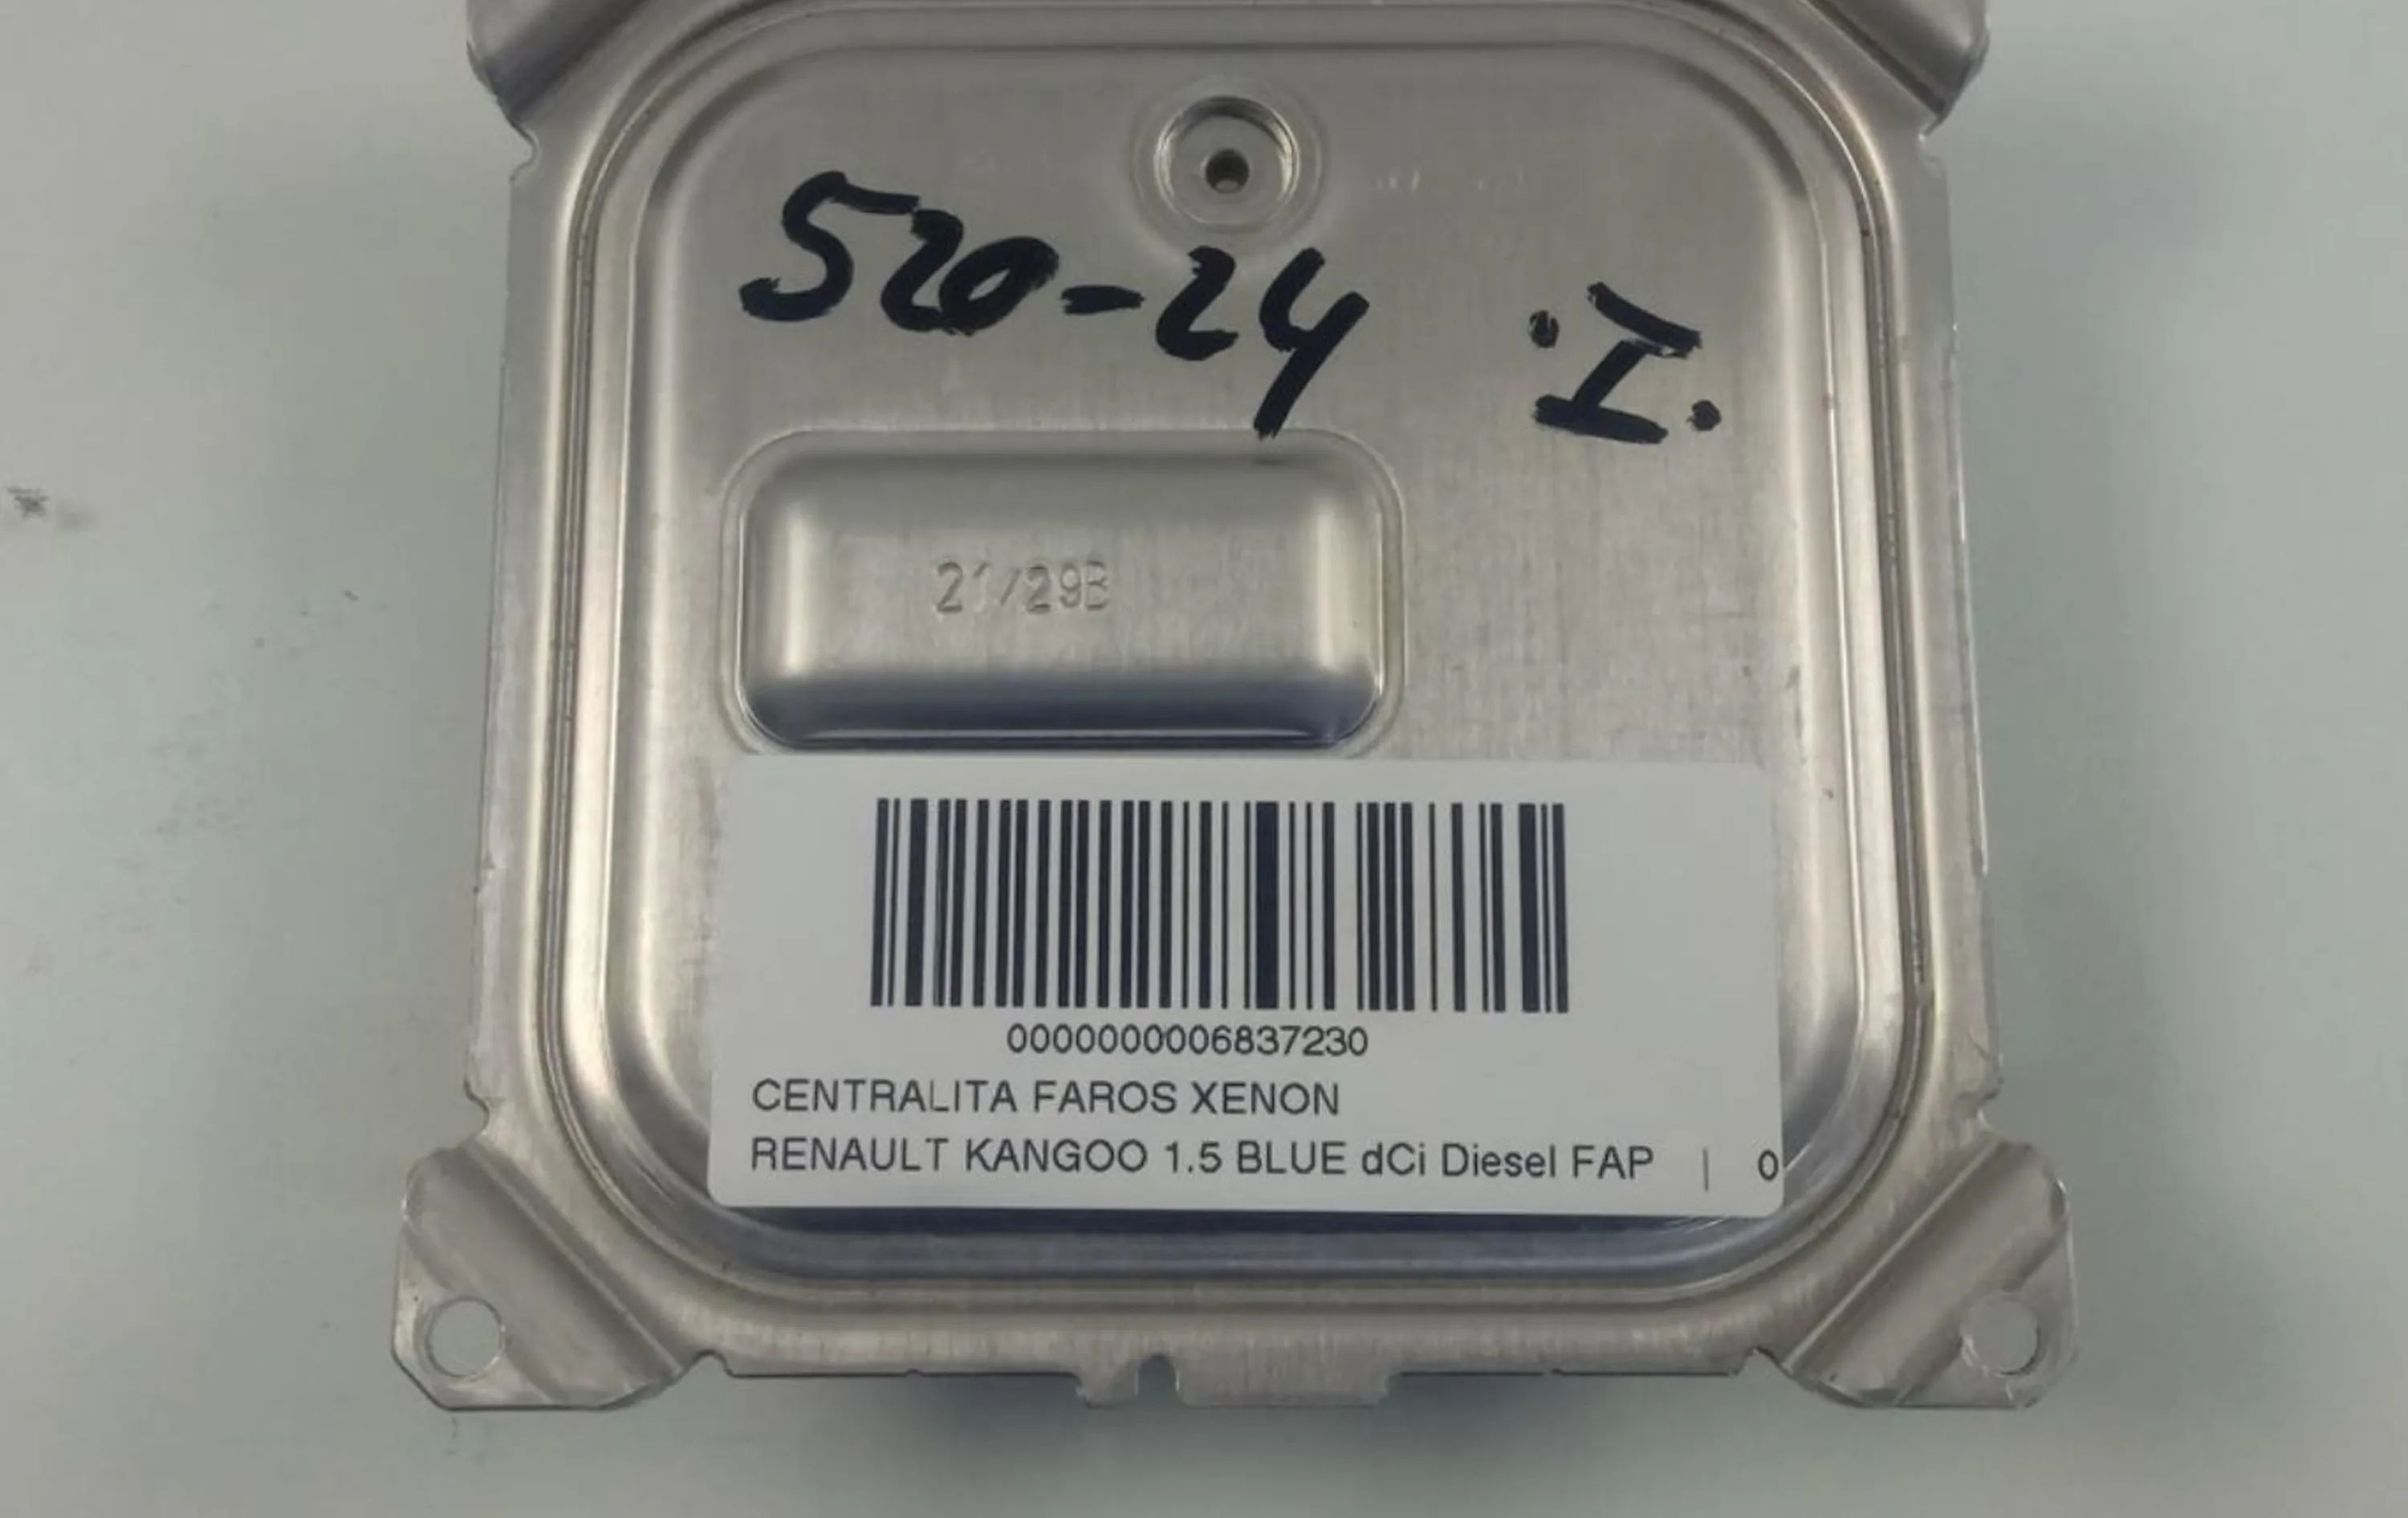 520-24 .I.
21/29B
0000000006837230
CENTRALITA FAROS XENON
RENAULT KANGOO 1.5 BLUE dCi Diesel FAP | 0